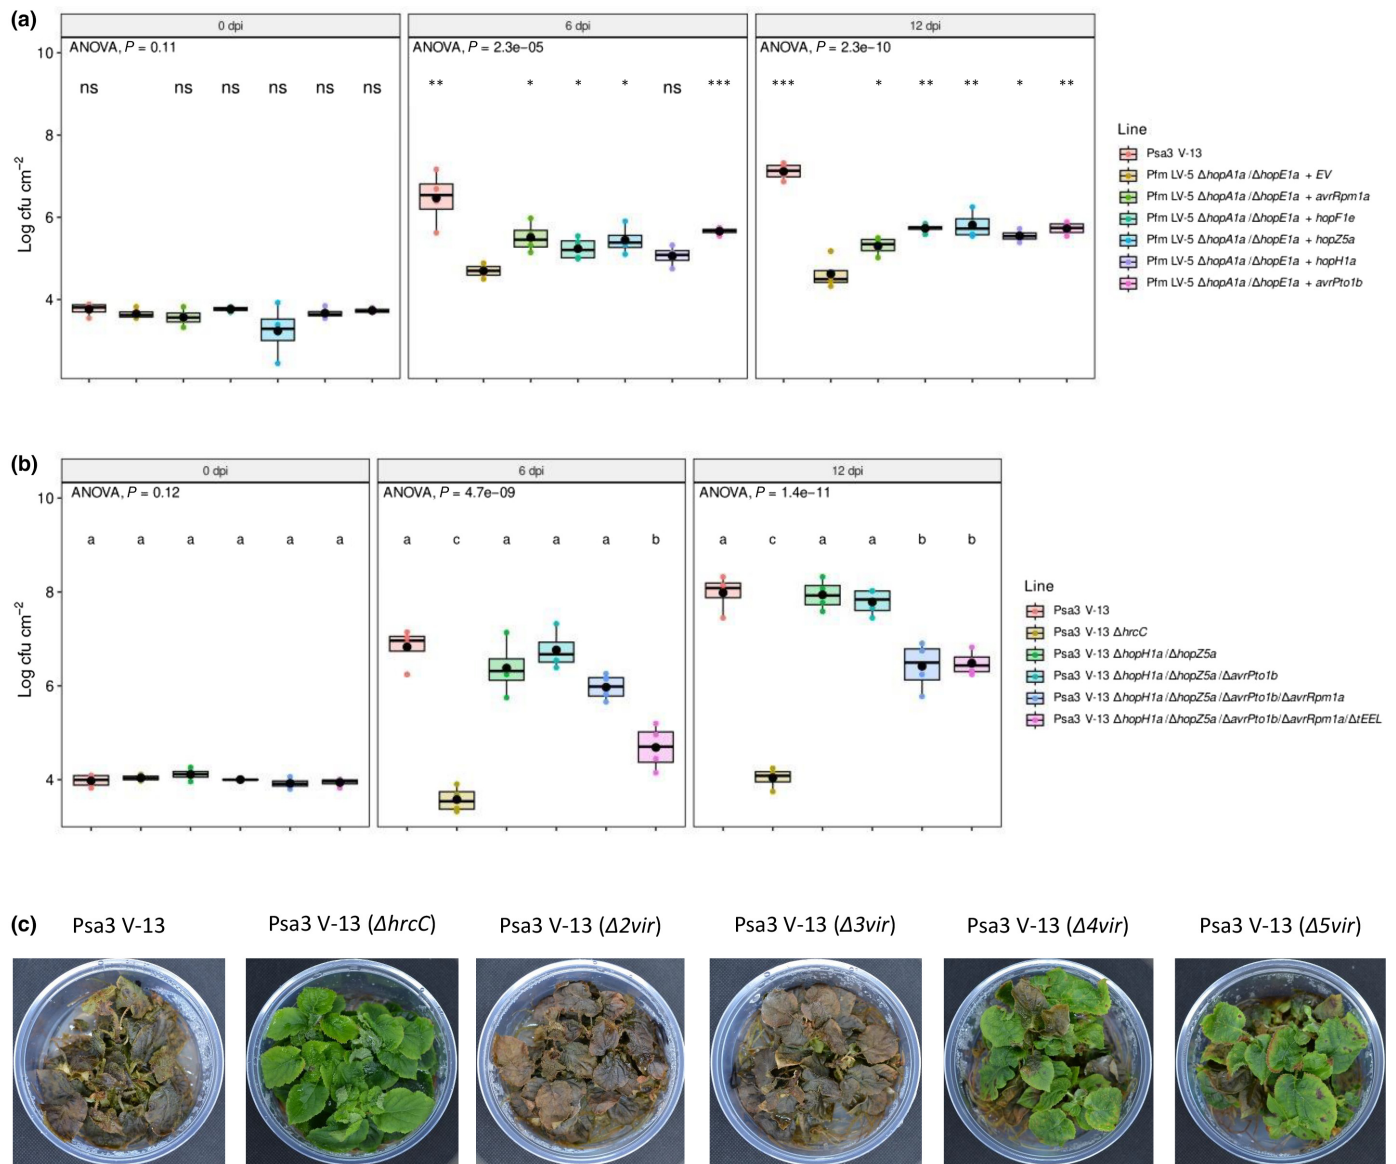 (a)
0 dpi
6 dpi
12 dpi
ANOVA, P = 0.11
ANOVA, P = 2.3e−05
ANOVA, P = 2.3e−10
ns ns ns ns ns ns
** * * * ns ***
*** * ** ** * **
10
8
6
4
Log cfu cm−2
Line
Psa3 V-13
Pfm LV-5 ΔhopA1a/ΔhopE1a + EV
Pfm LV-5 ΔhopA1a/ΔhopE1a + avrRpm1a
Pfm LV-5 ΔhopA1a/ΔhopE1a + hopF1e
Pfm LV-5 ΔhopA1a/ΔhopE1a + hopZ5a
Pfm LV-5 ΔhopA1a/ΔhopE1a + hopH1a
Pfm LV-5 ΔhopA1a/ΔhopE1a + avrPto1b
(b)
0 dpi
6 dpi
12 dpi
ANOVA, P = 0.12
ANOVA, P = 4.7e−09
ANOVA, P = 1.4e−11
a a a a a a
a c a a a b
a c a a b b
10
8
6
4
Log cfu cm−2
Line
Psa3 V-13
Psa3 V-13 ΔhrcC
Psa3 V-13 ΔhopH1a/ΔhopZ5a
Psa3 V-13 ΔhopH1a/ΔhopZ5a/ΔavrPto1b
Psa3 V-13 ΔhopH1a/ΔhopZ5a/ΔavrPto1b/ΔavrRpm1a
Psa3 V-13 ΔhopH1a/ΔhopZ5a/ΔavrPto1b/ΔavrRpm1a/ΔtEEL
(c)
Psa3 V-13
Psa3 V-13 (ΔhrcC)
Psa3 V-13 (Δ2vir)
Psa3 V-13 (Δ3vir)
Psa3 V-13 (Δ4vir)
Psa3 V-13 (Δ5vir)